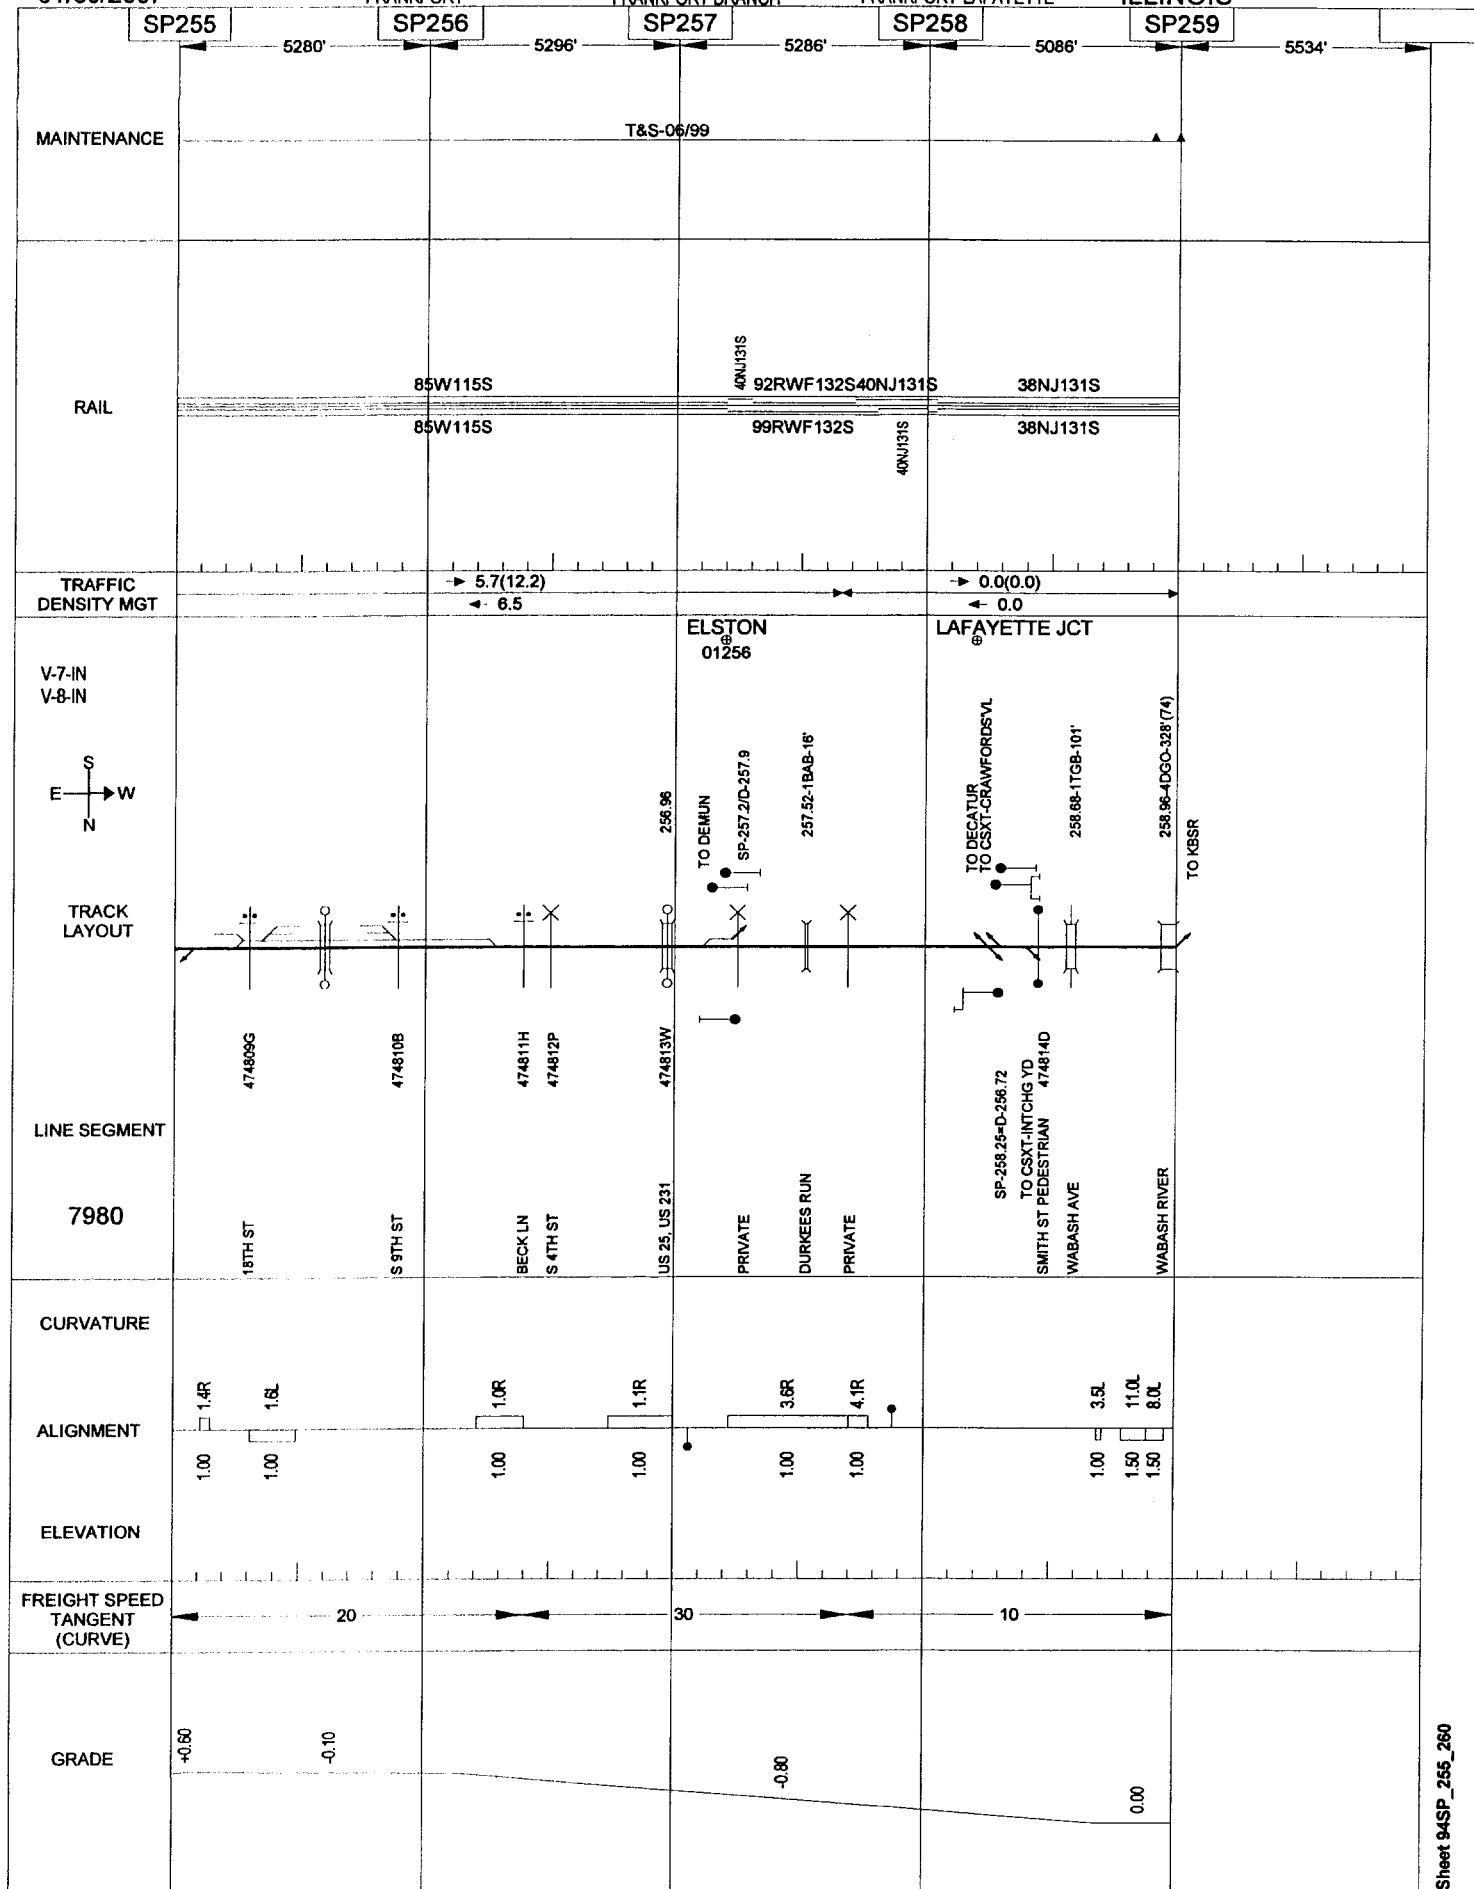 ILLINOIS
SP255
SP256
SP257
SP258
SP259
5280'
5296'
5286'
5086'
5534'
MAINTENANCE
T&S-06/99
RAIL
40NJ131S
85W115S
92RWF132S40NJ131S
38NJ131S
85W115S
99RWF132S
38NJ131S
40NJ131S
TRAFFIC
DENSITY MGT
5.7(12.2)
6.5
0.0(0.0)
0.0
ELSTON
01256
LAFAYETTE JCT
V-7-IN
V-8-IN
S
E
W
N
256.96
TO DEMUN
SP-257.2/D-257.9
257.52-1BAB-16'
TO DECATUR
TO CSXT-CRAWFORDSVL
258.68-1TGB-101'
258.96-4DGO-328'(74)
TO KBSR
TRACK
LAYOUT
474809G
474810B
474811H
474812P
474813W
SP-258.25=D-256.72
TO CSXT-INTCHG YD
474814D
LINE SEGMENT
7980
18TH ST
S 9TH ST
BECK LN
S 4TH ST
US 25, US 231
PRIVATE
DURKEES RUN
PRIVATE
SMITH ST PEDESTRIAN
WABASH AVE
WABASH RIVER
CURVATURE
1.4R
1.6L
1.0R
1.1R
3.6R
4.1R
3.5L
11.0L
8.0L
ALIGNMENT
1.00
1.00
1.00
1.00
1.00
1.00
1.00
1.50
1.50
ELEVATION
FREIGHT SPEED
TANGENT
(CURVE)
20
30
10
GRADE
+0.60
-0.10
-0.80
0.00
Sheet 94SP_255_260